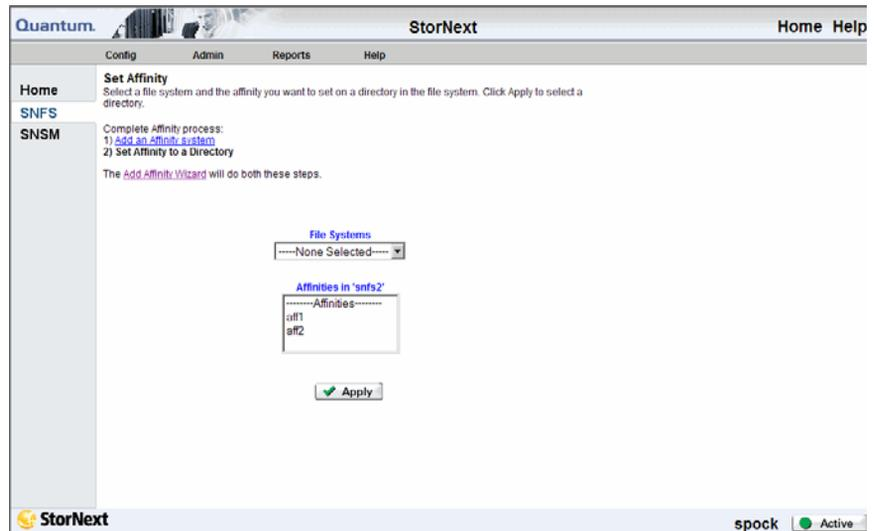 Quantum.
StorNext
Home Help
Config Admin Reports Help
Home
SNFS
SNSM
Set Affinity
Select a file system and the affinity you want to set on a directory in the file system. Click Apply to select a
directory.
Complete Affinity process:
1) Add an Affinity system
2) Set Affinity to a Directory
The Add Affinity Wizard will do both these steps.
File Systems
-----None Selected-----
Affinities in 'snfs2'
--------Affinities--------
aff1
aff2
Apply
StorNext
spock Active